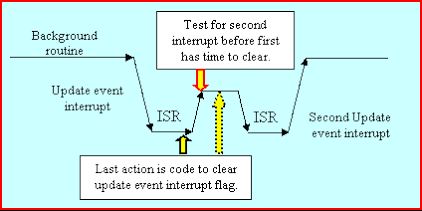 Test for second
interrupt before first
has time to clear.
Background
routine
Update event
interrupt
ISR
ISR
Second Update
event interrupt
Last action is code to clear
update event interrupt flag.